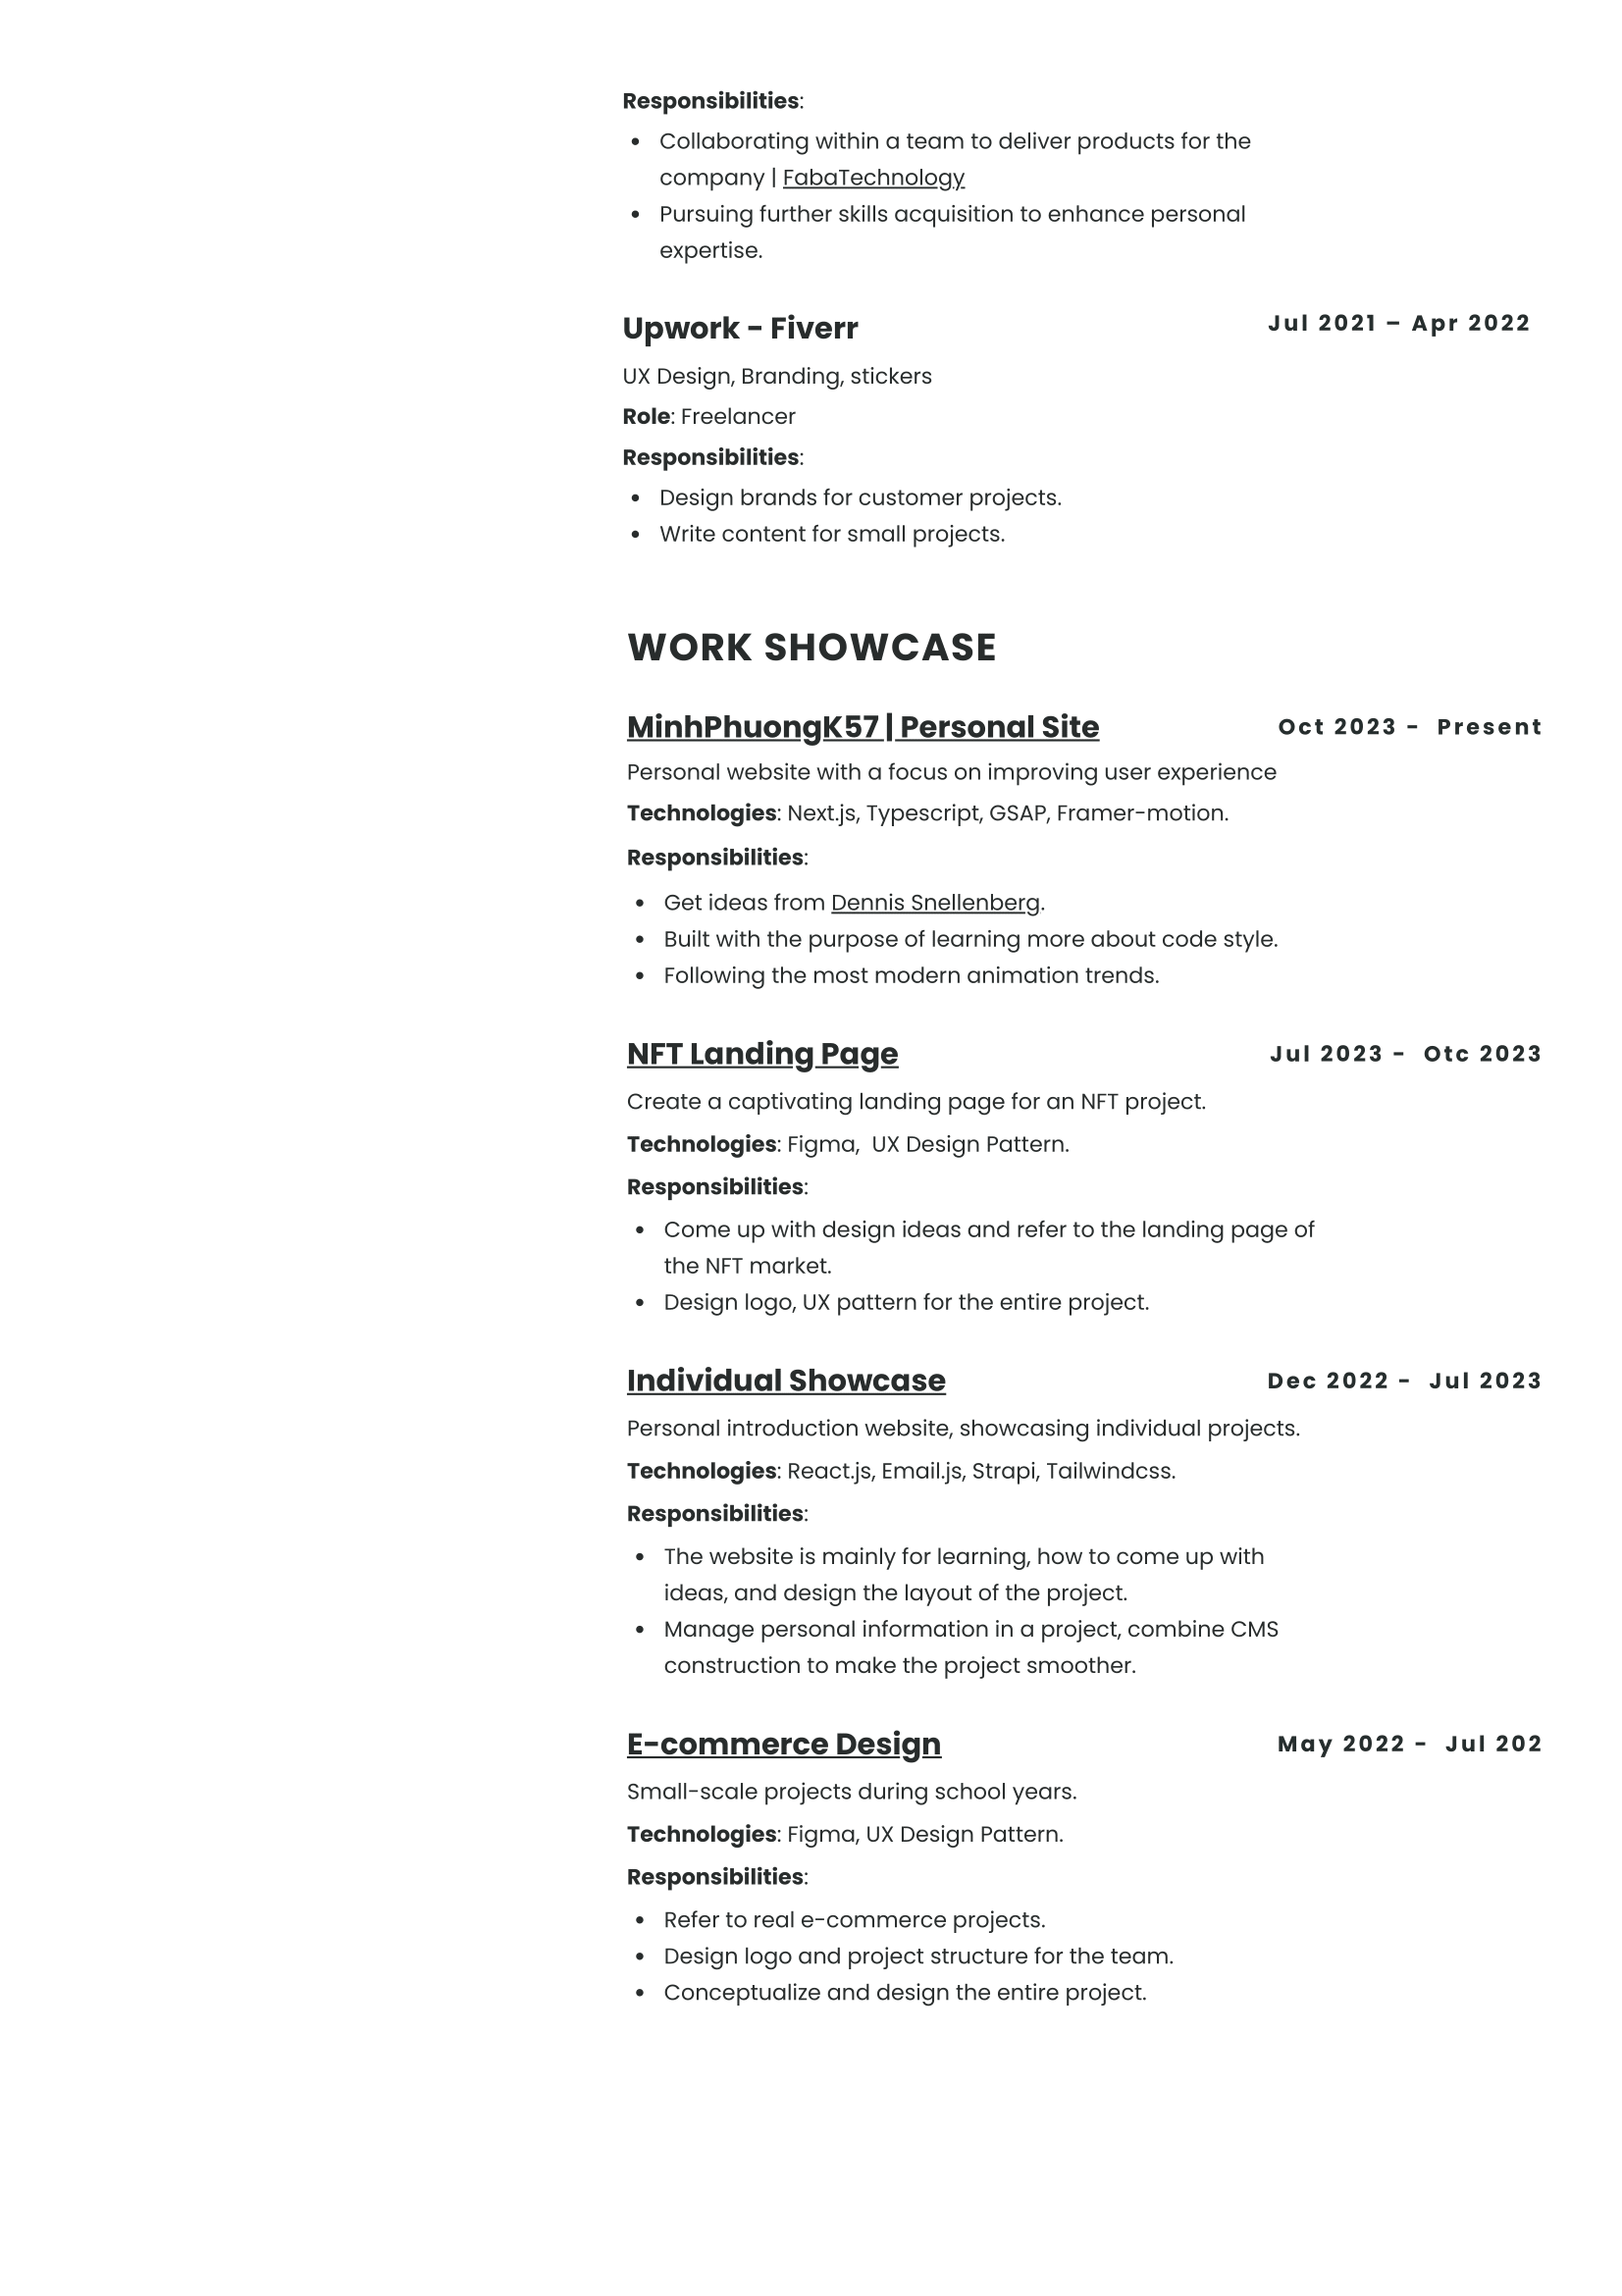 Responsibilities:
• Collaborating within a team to deliver products for the
company | FabaTechnology
• Pursuing further skills acquisition to enhance personal
expertise.
Upwork - Fiverr
Jul 2021 – Apr 2022
UX Design, Branding, stickers
Role: Freelancer
Responsibilities:
• Design brands for customer projects.
• Write content for small projects.
WORK SHOWCASE
MinhPhuongK57 | Personal Site
Oct 2023 - Present
Personal website with a focus on improving user experience
Technologies: Next.js, Typescript, GSAP, Framer-motion.
Responsibilities:
• Get ideas from Dennis Snellenberg.
• Built with the purpose of learning more about code style.
• Following the most modern animation trends.
NFT Landing Page
Jul 2023 - Otc 2023
Create a captivating landing page for an NFT project.
Technologies: Figma, UX Design Pattern.
Responsibilities:
• Come up with design ideas and refer to the landing page of
the NFT market.
• Design logo, UX pattern for the entire project.
Individual Showcase
Dec 2022 - Jul 2023
Personal introduction website, showcasing individual projects.
Technologies: React.js, Email.js, Strapi, Tailwindcss.
Responsibilities:
• The website is mainly for learning, how to come up with
ideas, and design the layout of the project.
• Manage personal information in a project, combine CMS
construction to make the project smoother.
E-commerce Design
May 2022 - Jul 202
Small-scale projects during school years.
Technologies: Figma, UX Design Pattern.
Responsibilities:
• Refer to real e-commerce projects.
• Design logo and project structure for the team.
• Conceptualize and design the entire project.